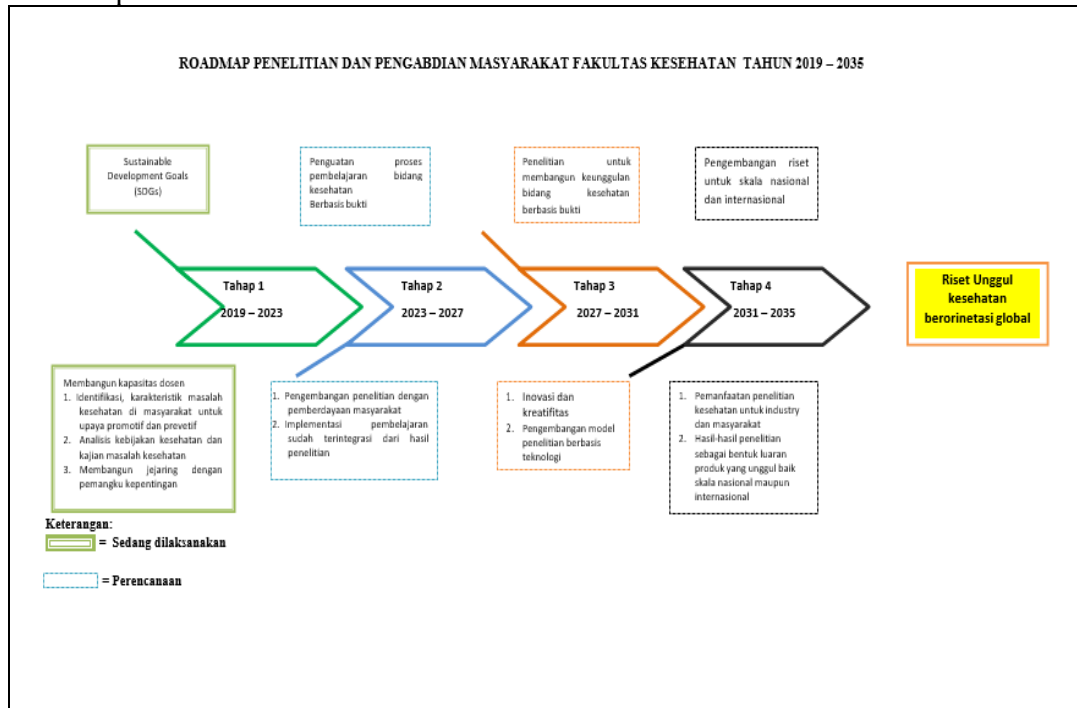 ROADMAP PENELITIAN DAN PENGABDIAN MASYARAKAT FAKULTAS KESEHATAN TAHUN 2019 – 2035
Sustainable
Development Goals
(SDGs)
Penguatan proses
pembelajaran bidang
kesehatan
Berbasis bukti
Penelitian untuk
membangun keunggulan
bidang kesehatan
berbasis bukti
Pengembangan riset
untuk skala nasional
dan internasional
Tahap 1
2019 – 2023
Tahap 2
2023 – 2027
Tahap 3
2027 – 2031
Tahap 4
2031 – 2035
Riset Unggul
kesehatan
berorinetasi global
Membangun kapasitas dosen
1. Identifikasi, karakteristik masalah
kesehatan di masyarakat untuk
upaya promotif dan prevetif
2. Analisis kebijakan kesehatan dan
kajian masalah kesehatan
3. Membangun jejaring dengan
pemangku kepentingan
1. Pengembangan penelitian dengan
pemberdayaan masyarakat
2. Implementasi pembelajaran
sudah terintegrasi dari hasil
penelitian
1. Inovasi dan
kreatifitas
2. Pengembangan model
penelitian berbasis
teknologi
1. Pemanfaatan penelitian
kesehatan untuk industry
dan masyarakat
2. Hasil-hasil penelitian
sebagai bentuk luaran
produk yang unggul baik
skala nasional maupun
internasional
Keterangan:
= Sedang dilaksanakan
= Perencanaan